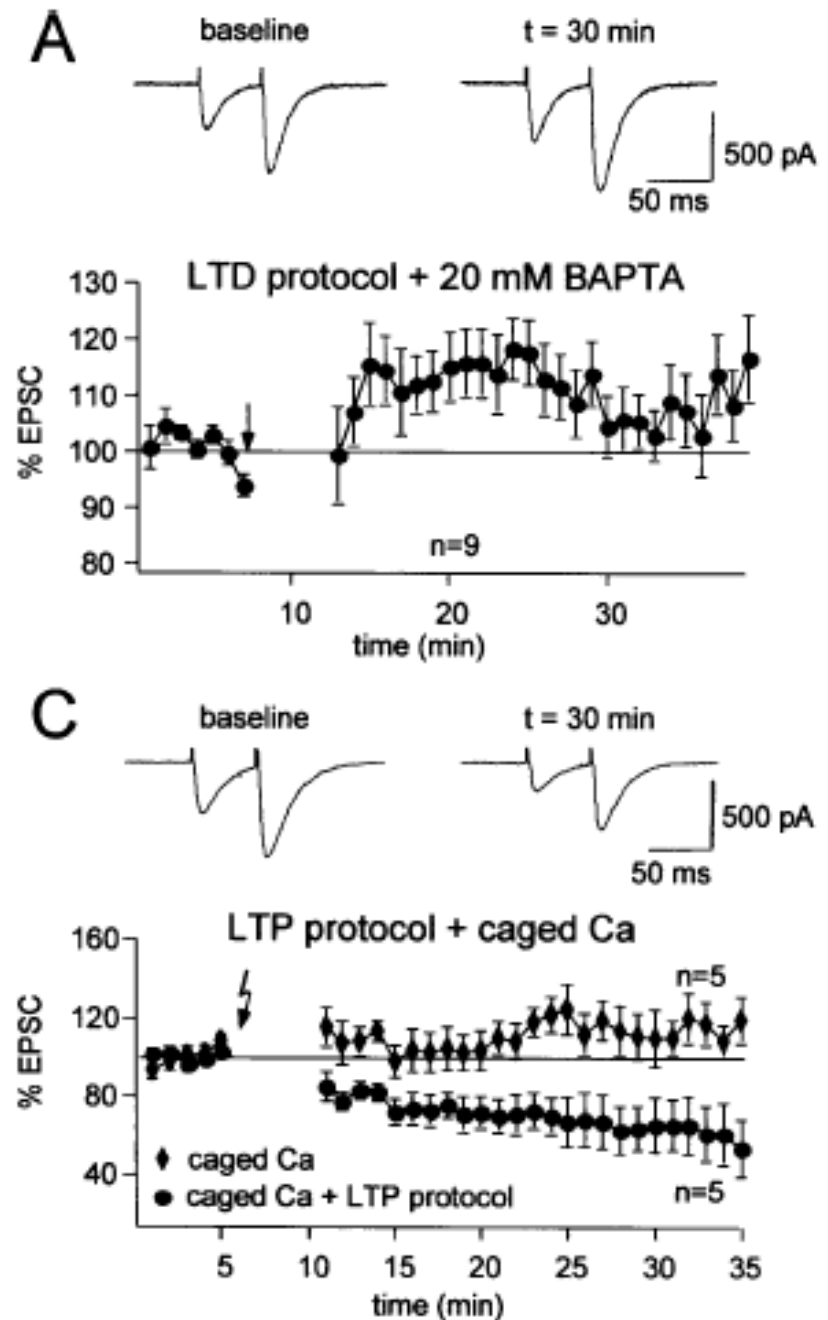 A
baseline
t = 30 min
500 pA
50 ms
LTD protocol + 20 mM BAPTA
130
120
110
100
90
80
% EPSC
n=9
10
20
30
time (min)
C
baseline
t = 30 min
500 pA
50 ms
LTP protocol + caged Ca
160
120
80
40
% EPSC
n=5
caged Ca
caged Ca + LTP protocol
n=5
5
10
15
20
25
30
35
time (min)